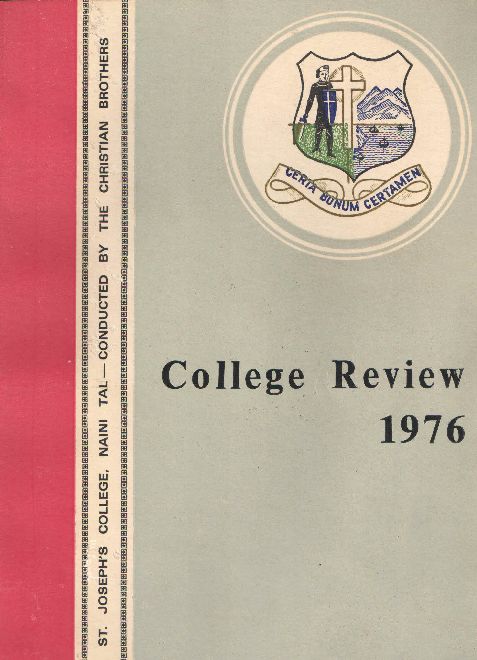 ST. JOSEPH'S COLLEGE, NAINI TAL—CONDUCTED BY THE CHRISTIAN BROTHERS
CERTA BONUM CERTAMEN
College Review
1976